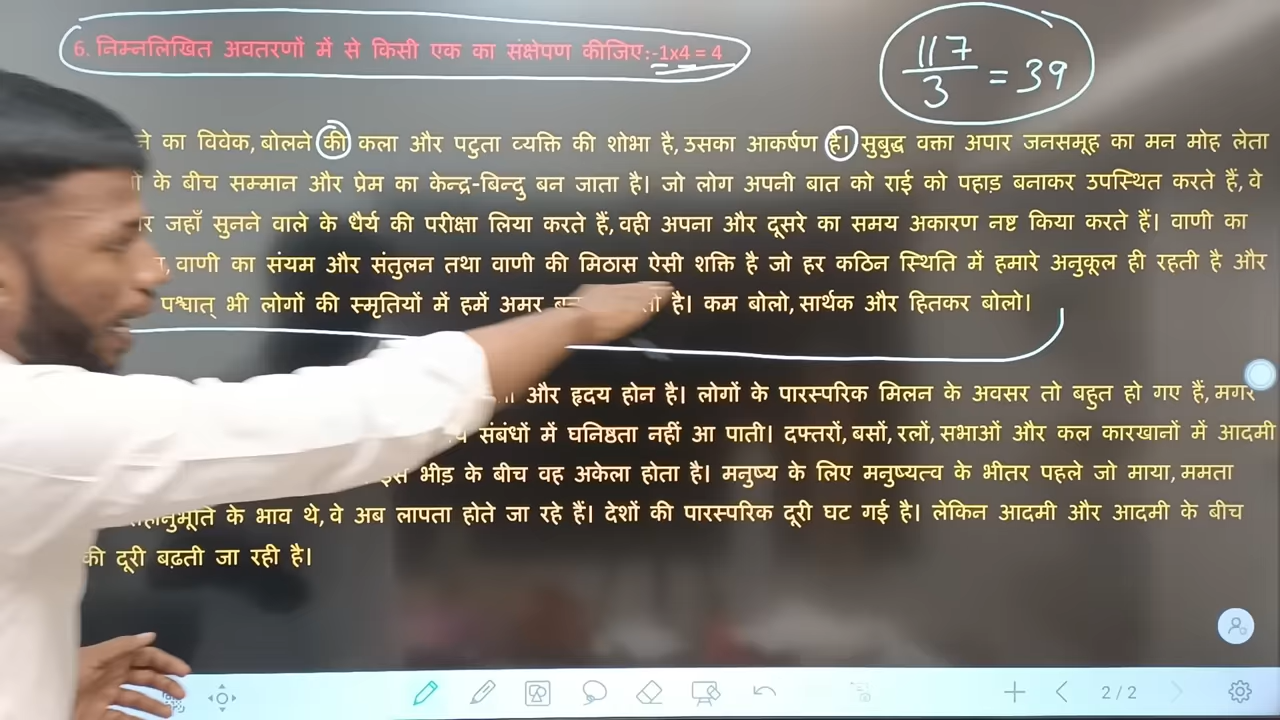 6. निम्नलिखित अवतरणों में से किसी एक का संक्षेपण कीजिए:-1x4 = 4
117
3
= 39
का विवेक, बोलने की कला और पटुता व्यक्ति की शोभा है, उसका आकर्षण है। सुबुद्ध वक्ता अपार जनसमूह का मन मोह लेता
के बीच सम्मान और प्रेम का केन्द्र-बिन्दु बन जाता है। जो लोग अपनी बात को राई को पहाड़ बनाकर उपस्थित करते हैं, वे
जहाँ सुनने वाले के धैर्य की परीक्षा लिया करते हैं, वही अपना और दूसरे का समय अकारण नष्ट किया करते हैं। वाणी का
वाणी का संयम और संतुलन तथा वाणी की मिठास ऐसी शक्ति है जो हर कठिन स्थिति में हमारे अनुकूल ही रहती है और
पश्चात् भी लोगों की स्मृतियों में हमें अमर है। कम बोलो, सार्थक और हितकर बोलो।
और हृदय होन है। लोगों के पारस्परिक मिलन के अवसर तो बहुत हो गए हैं, मगर
संबंधों में घनिष्ठता नहीं आ पाती। दफ्तरों, बसों, रलों, सभाओं और कल कारखानों में आदमी
भीड़ के बीच वह अकेला होता है। मनुष्य के लिए मनुष्यत्व के भीतर पहले जो माया, ममता
के भाव थे, वे अब लापता होते जा रहे हैं। देशों की पारस्परिक दूरी घट गई है। लेकिन आदमी और आदमी के बीच
की दूरी बढ़ती जा रही है।
2 / 2